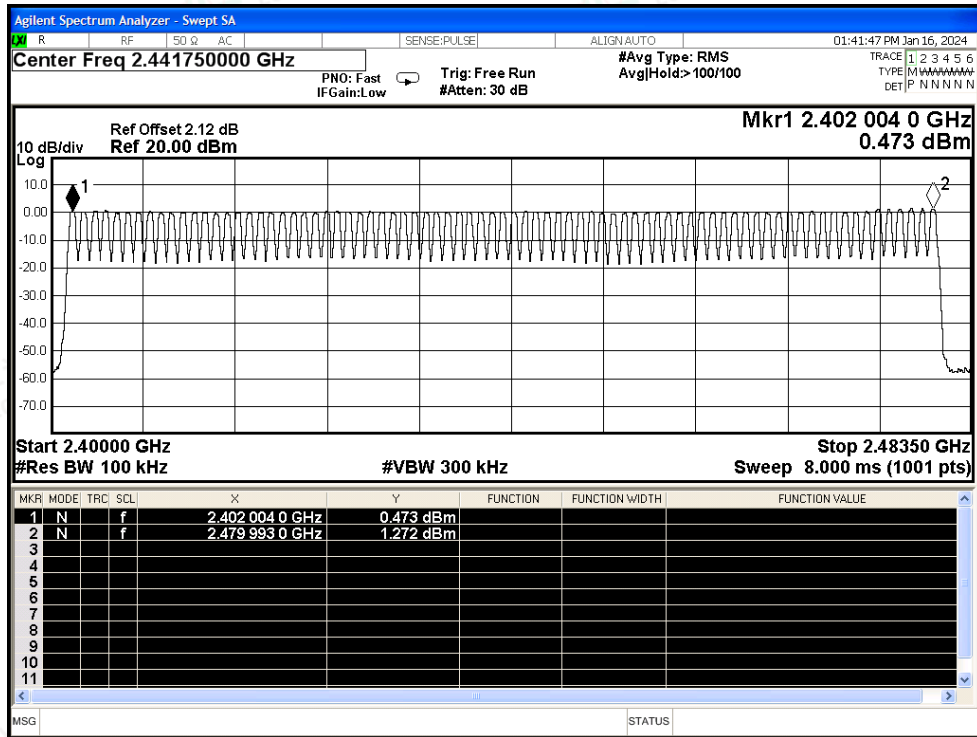 Agilent Spectrum Analyzer - Swept SA
LXI R RF 50 Ω AC SENSE:PULSE ALIGN AUTO 01:41:47 PM Jan 16, 2024
Center Freq 2.441750000 GHz
PNO: Fast
IFGain:Low
Trig: Free Run
#Atten: 30 dB
#Avg Type: RMS
Avg|Hold:>100/100
TRACE 1 2 3 4 5 6
TYPE M
DET P N N N N N
Mkr1 2.402 004 0 GHz
0.473 dBm
Ref Offset 2.12 dB
10 dB/div Ref 20.00 dBm
Log
10.0
0.00
-10.0
-20.0
-30.0
-40.0
-50.0
-60.0
-70.0
1
2
Start 2.40000 GHz Stop 2.48350 GHz
#Res BW 100 kHz #VBW 300 kHz Sweep 8.000 ms (1001 pts)
MKR MODE TRC SCL X Y FUNCTION FUNCTION WIDTH FUNCTION VALUE
1 N f 2.402 004 0 GHz 0.473 dBm
2 N f 2.479 993 0 GHz 1.272 dBm
3
4
5
6
7
8
9
10
11
MSG STATUS